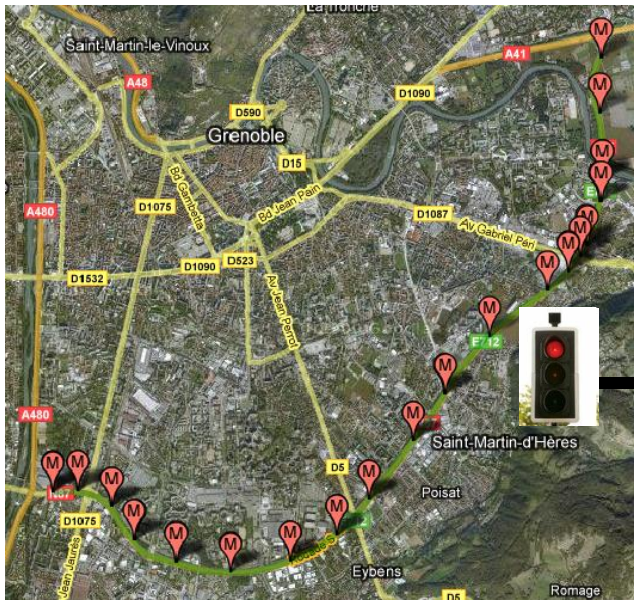 La Tronche
M
Saint-Martin-le-Vinoux
A41
A48
M
D590
D1090
Grenoble
D15
M
M
Bd Jean Pain
Bd Gambetta
A480
D1075
D1087
Av Gabriel Péri
M
M
M
M
D1532
D1090
D523
Av Jean Perrot
M
E712
M
A480
M
Saint-Martin-d'Hères
M
M
M
M
D5
M
N87
Poisat
M
M
D1075
M
M
M
Rocade S
Jean Jaurès
Eybens
D5
Romage